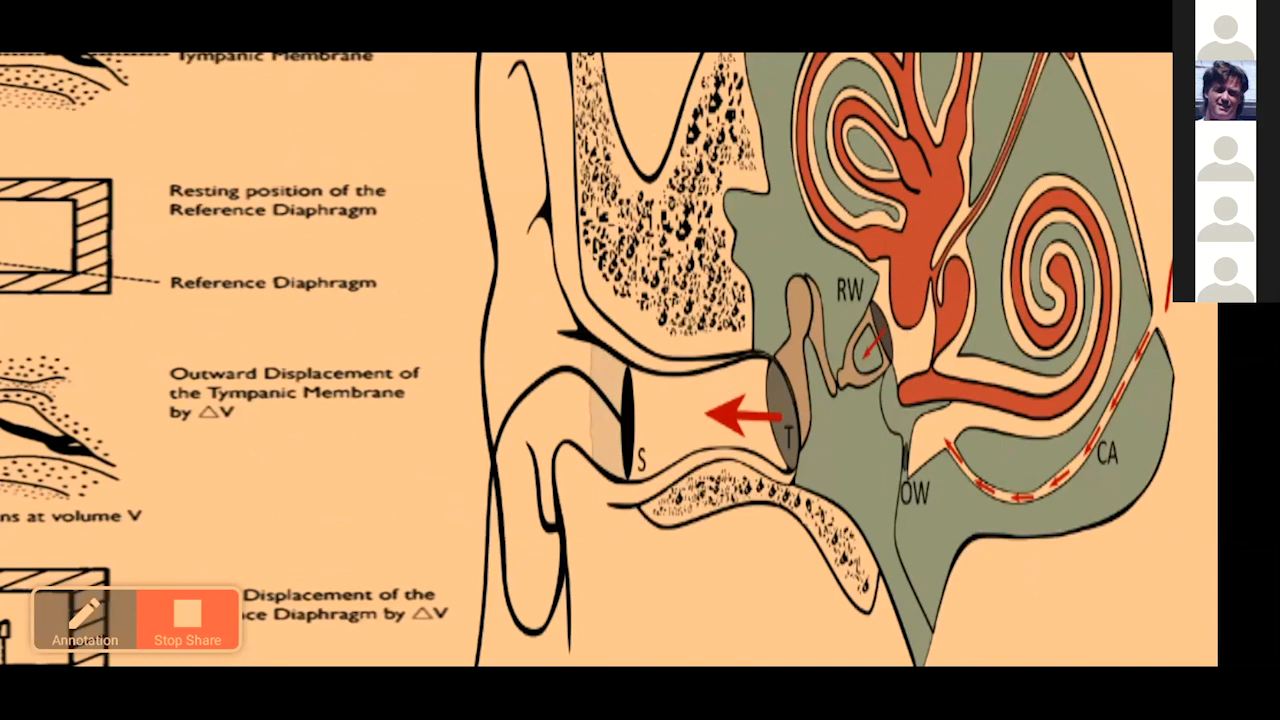 Tympanic Membrane
Resting position of the
Reference Diaphragm
Reference Diaphragm
Outward Displacement of
the Tympanic Membrane
by △V
ns at volume V
Displacement of the
ce Diaphragm by △V
Annotation
Stop Share
RW
T
S
OW
CA